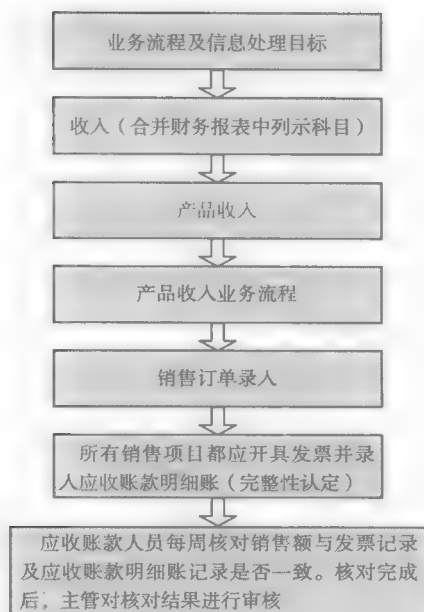 业务流程及信息处理目标
收入（合并财务报表中列示科目）
产品收入
产品收入业务流程
销售订单录入
所有销售项目都应开具发票并录
入应收账款明细账（完整性认定）
应收账款人员每周核对销售额与发票记录
及应收账款明细账记录是否一致。核对完成
后，主管对核对结果进行审核